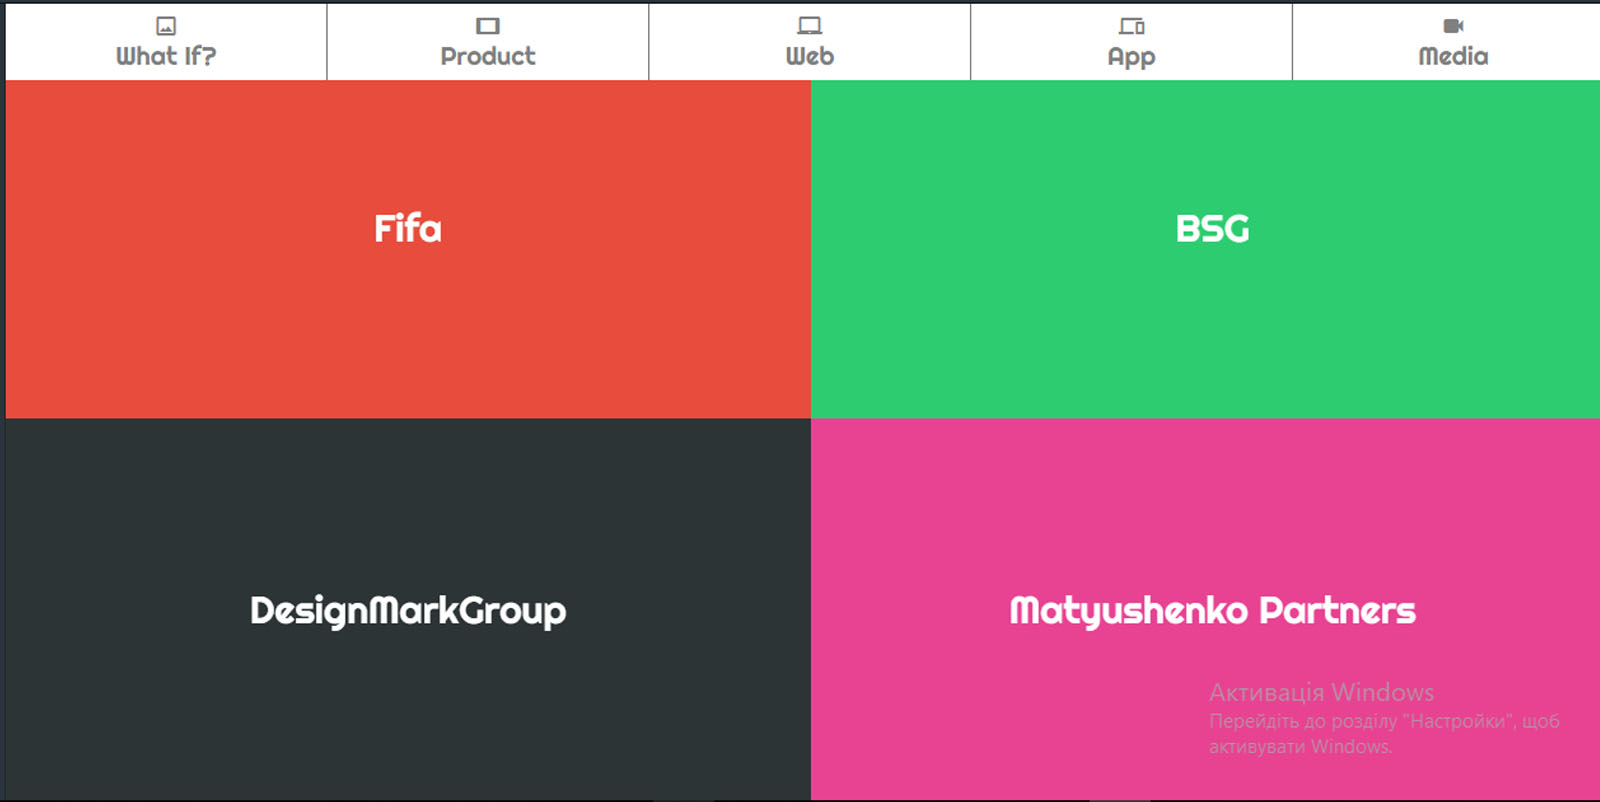 What If?
Product
Web
App
Media
Fifa
BSG
DesignMarkGroup
Matyushenko Partners
Активація Windows
Перейдіть до розділу "Настройки", щоб
активувати Windows.